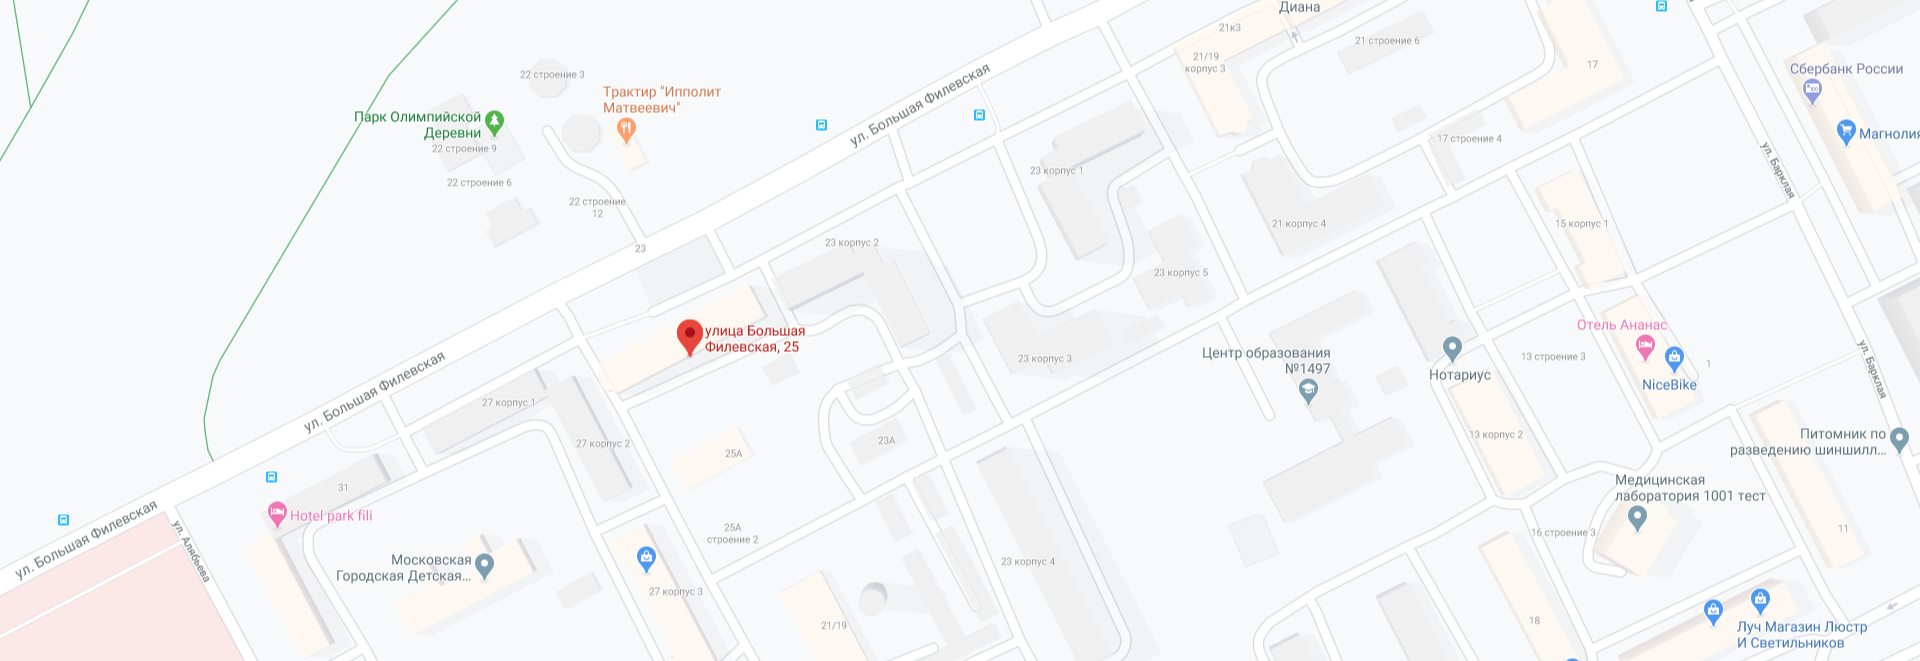 Диана
21к3
21 строение 6
21/19
корпус 3
17
Сбербанк России
22 строение 3
Трактир "Ипполит
Матвеевич"
ул. Большая Филевская
Парк Олимпийской
Деревни
22 строение 9
Магнолия
17 строение 4
ул. Барклая
23 корпус 1
22 строение 6
22 строение
12
21 корпус 4
15 корпус 1
23
23 корпус 2
23 корпус 5
улица Большая
Филевская, 25
Отель Ананас
Центр образования
№1497
23 корпус 3
13 строение 3
1
ул. Барклая
Нотариус
NiceBike
ул. Большая Филевская
27 корпус 1
27 корпус 2
23А
25А
13 корпус 2
Питомник по
разведению шиншилл...
31
Медицинская
лаборатория 1001 тест
Hotel park fili
ул. Большая Филевская
ул. Алябьева
25А
строение 2
16 строение 3
11
Московская
Городская Детская...
23 корпус 4
27 корпус 3
21/19
18
Луч Магазин Люстр
И Светильников